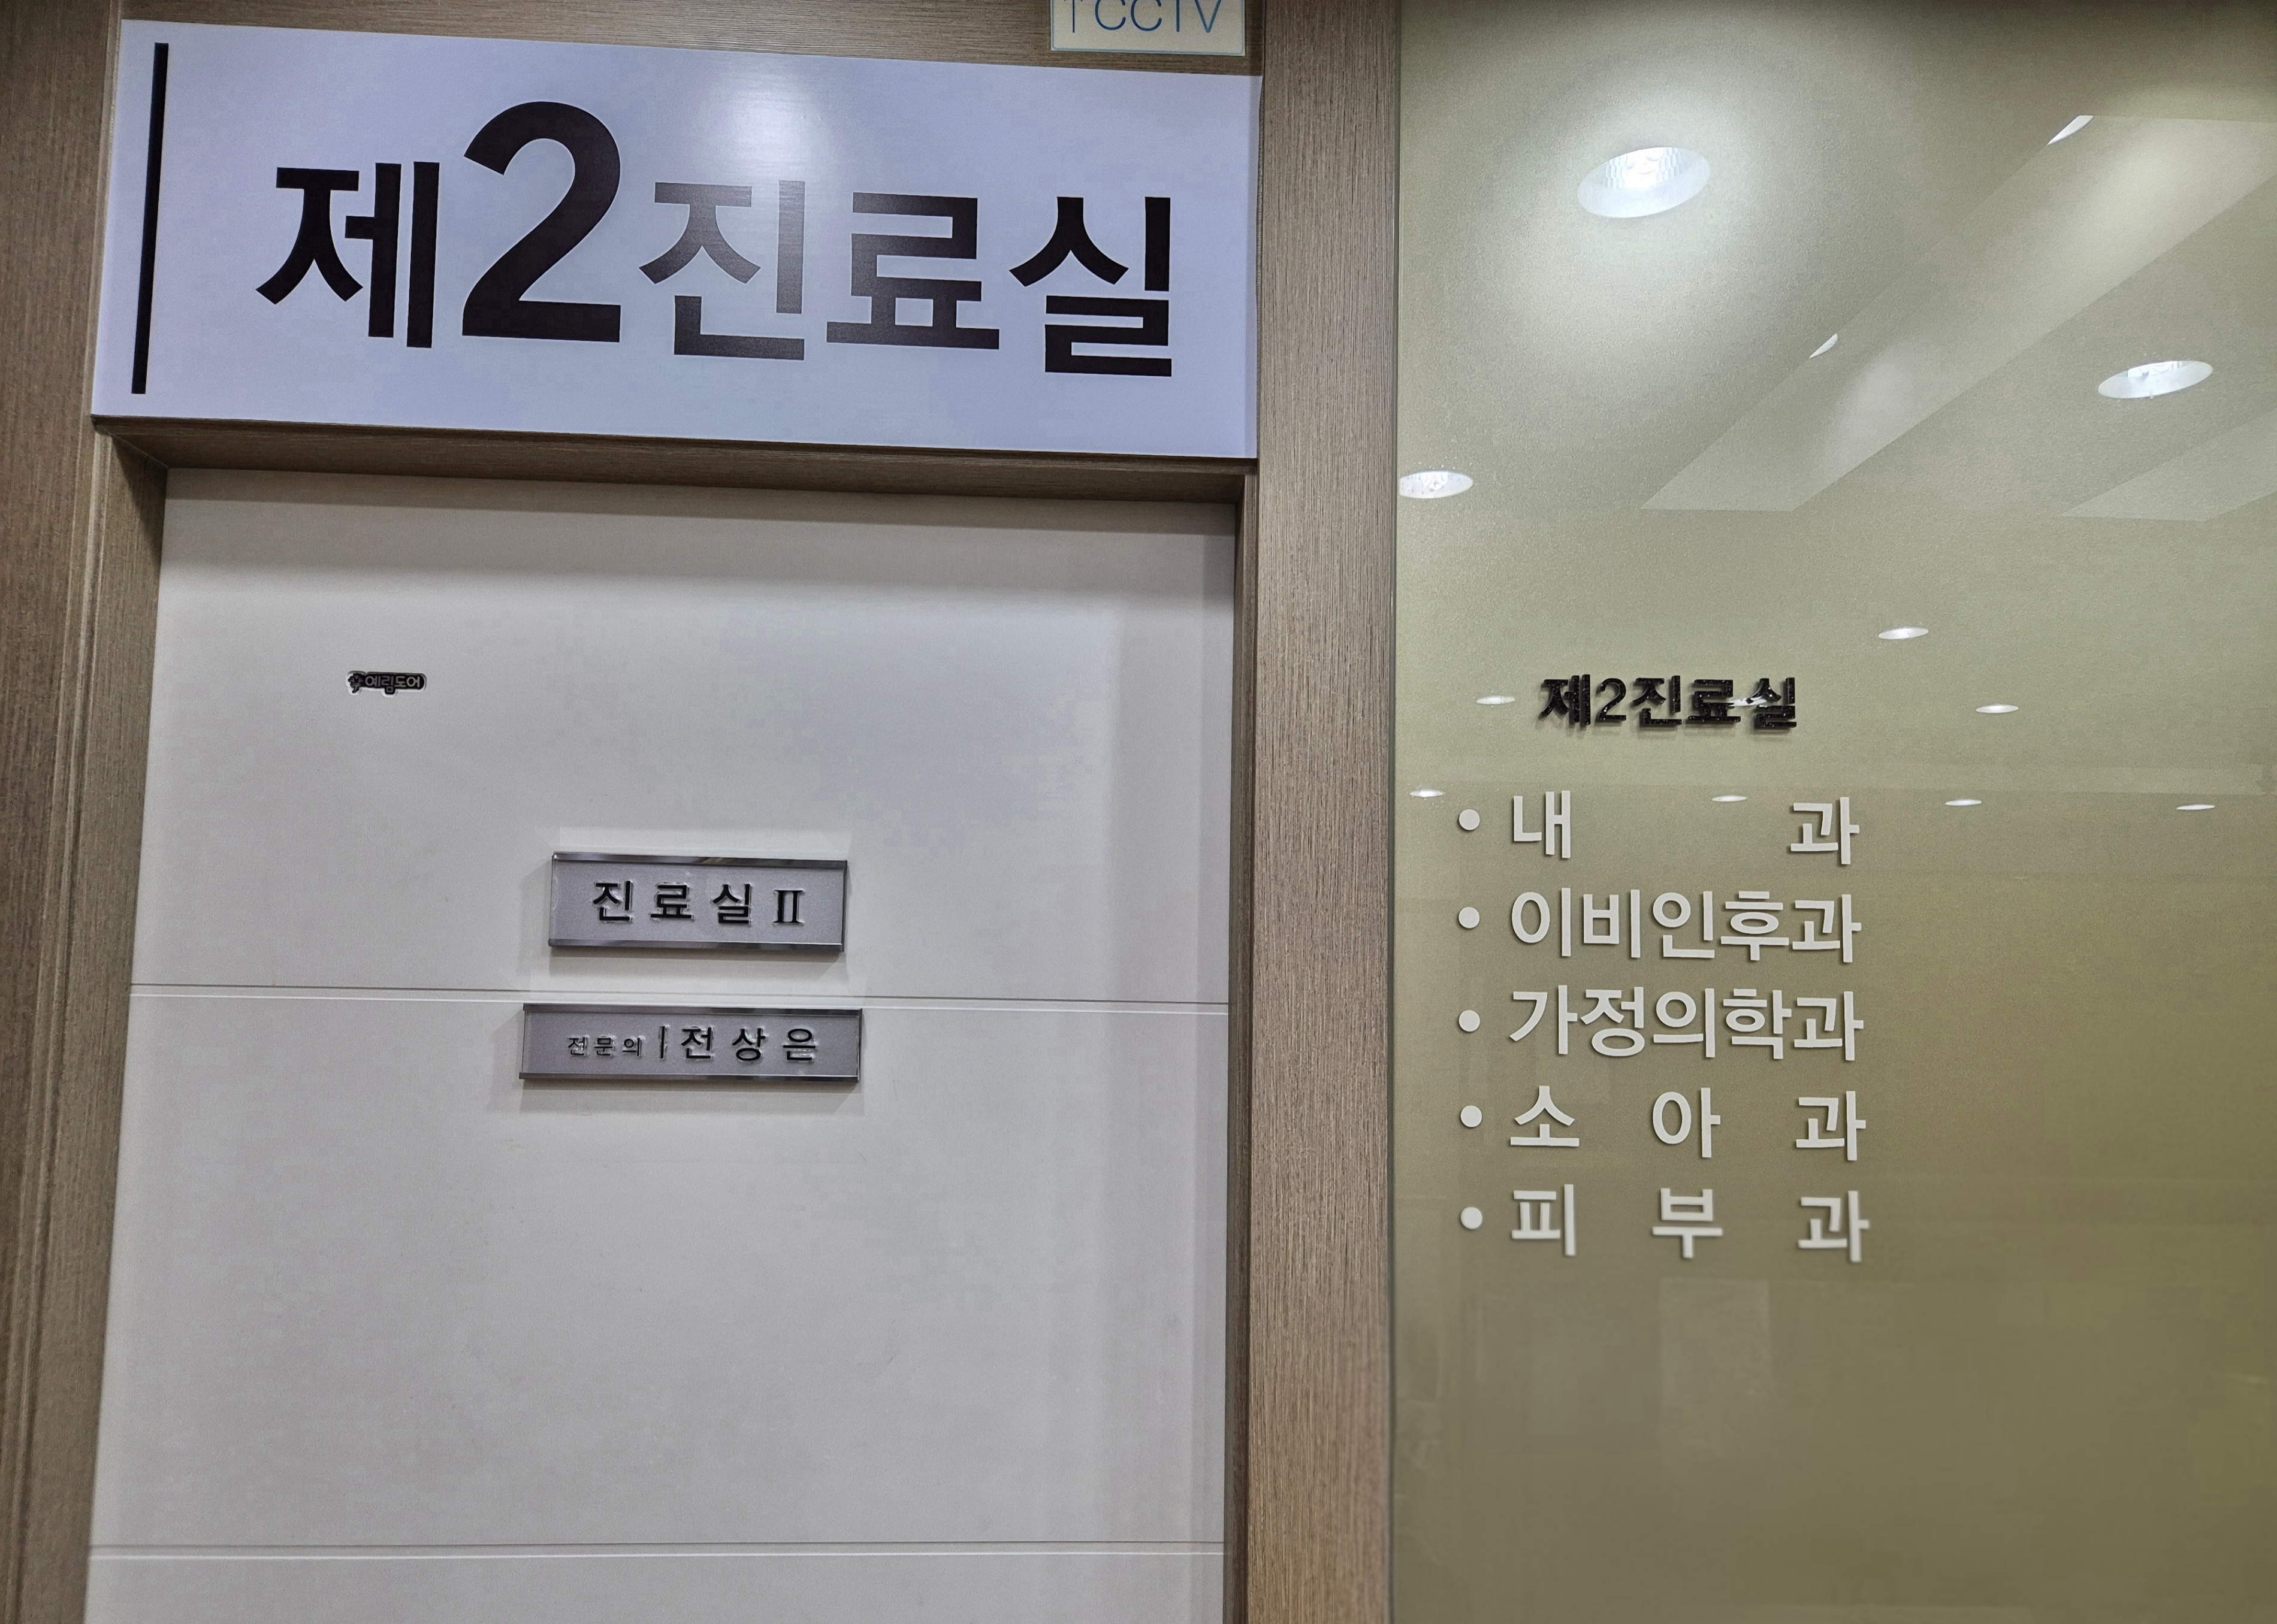 CCTV
제2진료실
예림도어
진료실 II
전문의 | 전상은
제2진료실
• 내 과
• 이비인후과
• 가정의학과
• 소 아 과
• 피 부 과